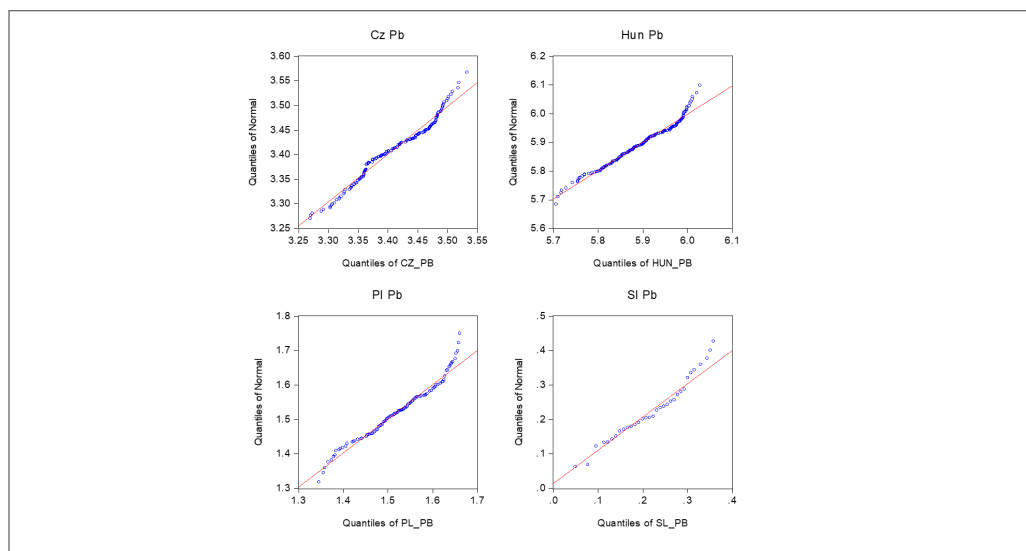 Cz Pb
3.60
3.55
3.50
3.45
3.40
3.35
3.30
3.25
3.25 3.30 3.35 3.40 3.45 3.50 3.55
Quantiles of Normal
Quantiles of CZ_PB
Hun Pb
6.2
6.1
6.0
5.9
5.8
5.7
5.6
5.7 5.8 5.9 6.0 6.1
Quantiles of Normal
Quantiles of HUN_PB
Pl Pb
1.8
1.7
1.6
1.5
1.4
1.3
1.3 1.4 1.5 1.6 1.7
Quantiles of Normal
Quantiles of PL_PB
Sl Pb
.5
.4
.3
.2
.1
.0
.0 .1 .2 .3 .4
Quantiles of Normal
Quantiles of SL_PB